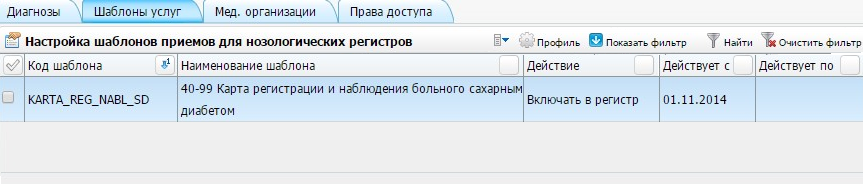 Диагнозы Шаблоны услуг Мед. организации Права доступа
Настройка шаблонов приемов для нозологических регистров Профиль Показать фильтр Найти Очистить фильтр
Код шаблона Наименование шаблона Действие Действует с Действует по
KARTA_REG_NABL_SD 40-99 Карта регистрации и наблюдения больного сахарным диабетом Включать в регистр 01.11.2014